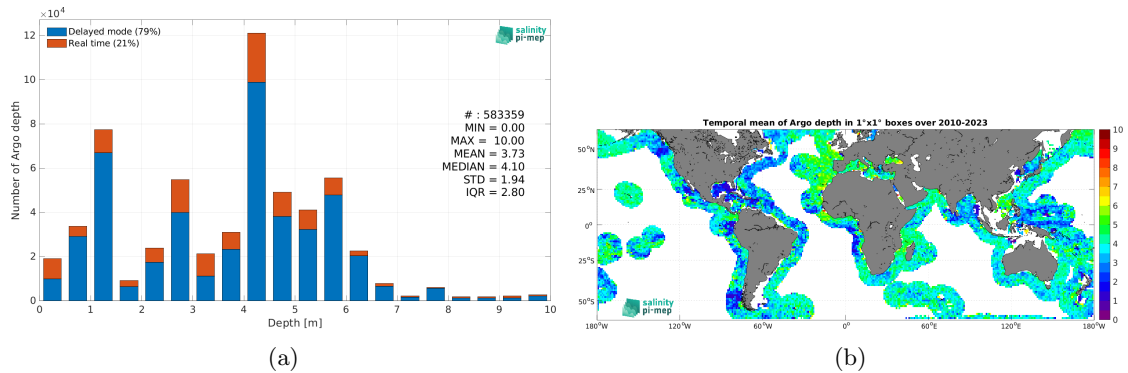 ×10⁴
Delayed mode (79%)
Real time (21%)
salinity
pi-mep
12
10
8
6
4
2
0
Number of Argo depth
# : 583359
MIN = 0.00
MAX = 10.00
MEAN = 3.73
MEDIAN = 4.10
STD = 1.94
IQR = 2.80
0 1 2 3 4 5 6 7 8 9 10
Depth [m]
(a)
Temporal mean of Argo depth in 1°x1° boxes over 2010-2023
50°N
25°N
0°
25°S
50°S
salinity
pi-mep
180°W 120°W 60°W 0° 60°E 120°E 180°W
10
9
8
7
6
5
4
3
2
1
0
(b)